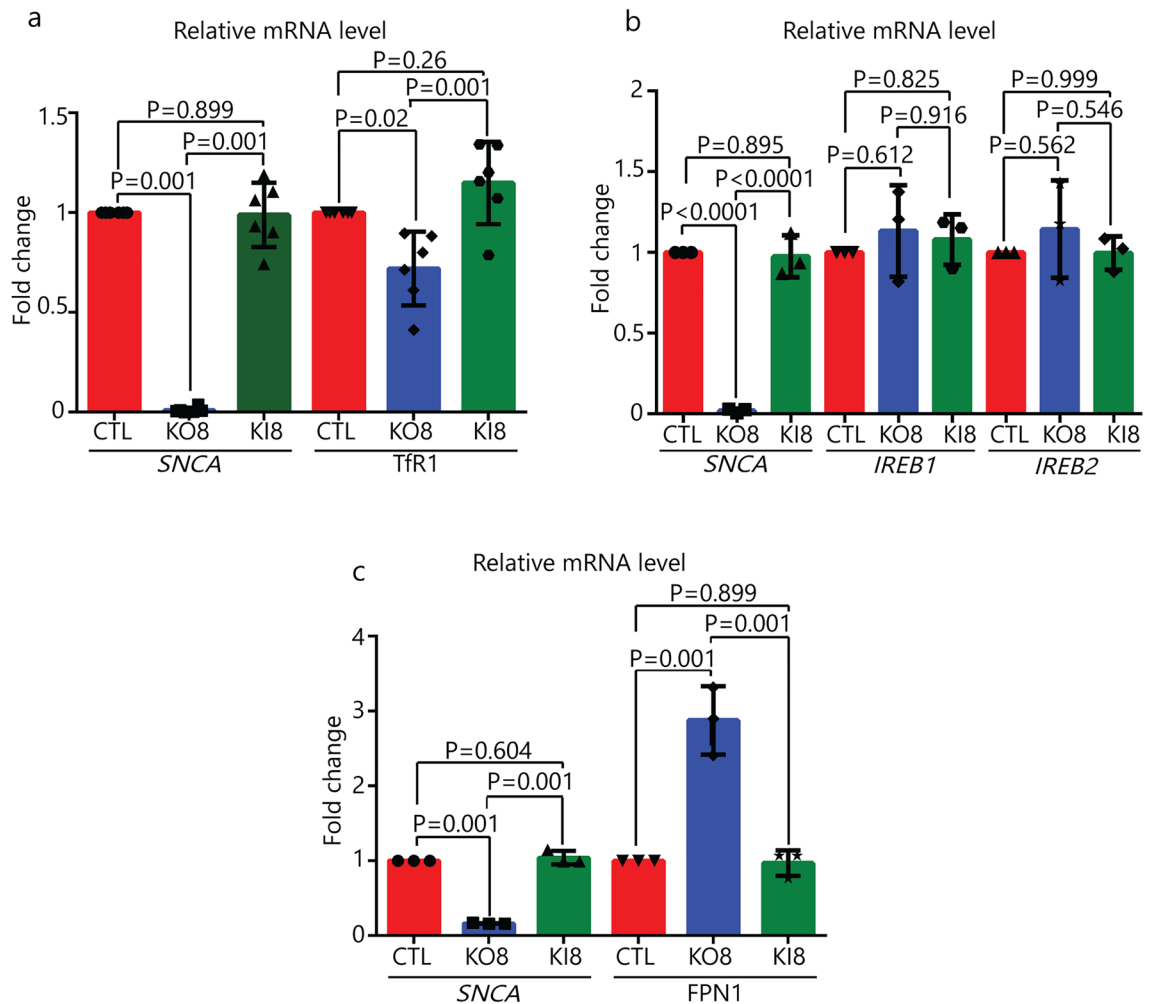 a
Relative mRNA level
P=0.26
P=0.899
P=0.001
P=0.001
P=0.02
P=0.001
Fold change
1.5
1
0.5
0
CTL KO8 KI8 CTL KO8 KI8
SNCA TfR1
b
Relative mRNA level
P=0.825
P=0.999
P=0.916
P=0.546
P=0.895
P=0.612
P=0.562
P<0.0001
P<0.0001
Fold change
2
1.5
1
0.5
0
CTL KO8 KI8 CTL KO8 KI8 CTL KO8 KI8
SNCA IREB1 IREB2
c
Relative mRNA level
P=0.899
P=0.001
P=0.001
P=0.604
P=0.001
P=0.001
Fold change
4
3
2
1
0
CTL KO8 KI8 CTL KO8 KI8
SNCA FPN1